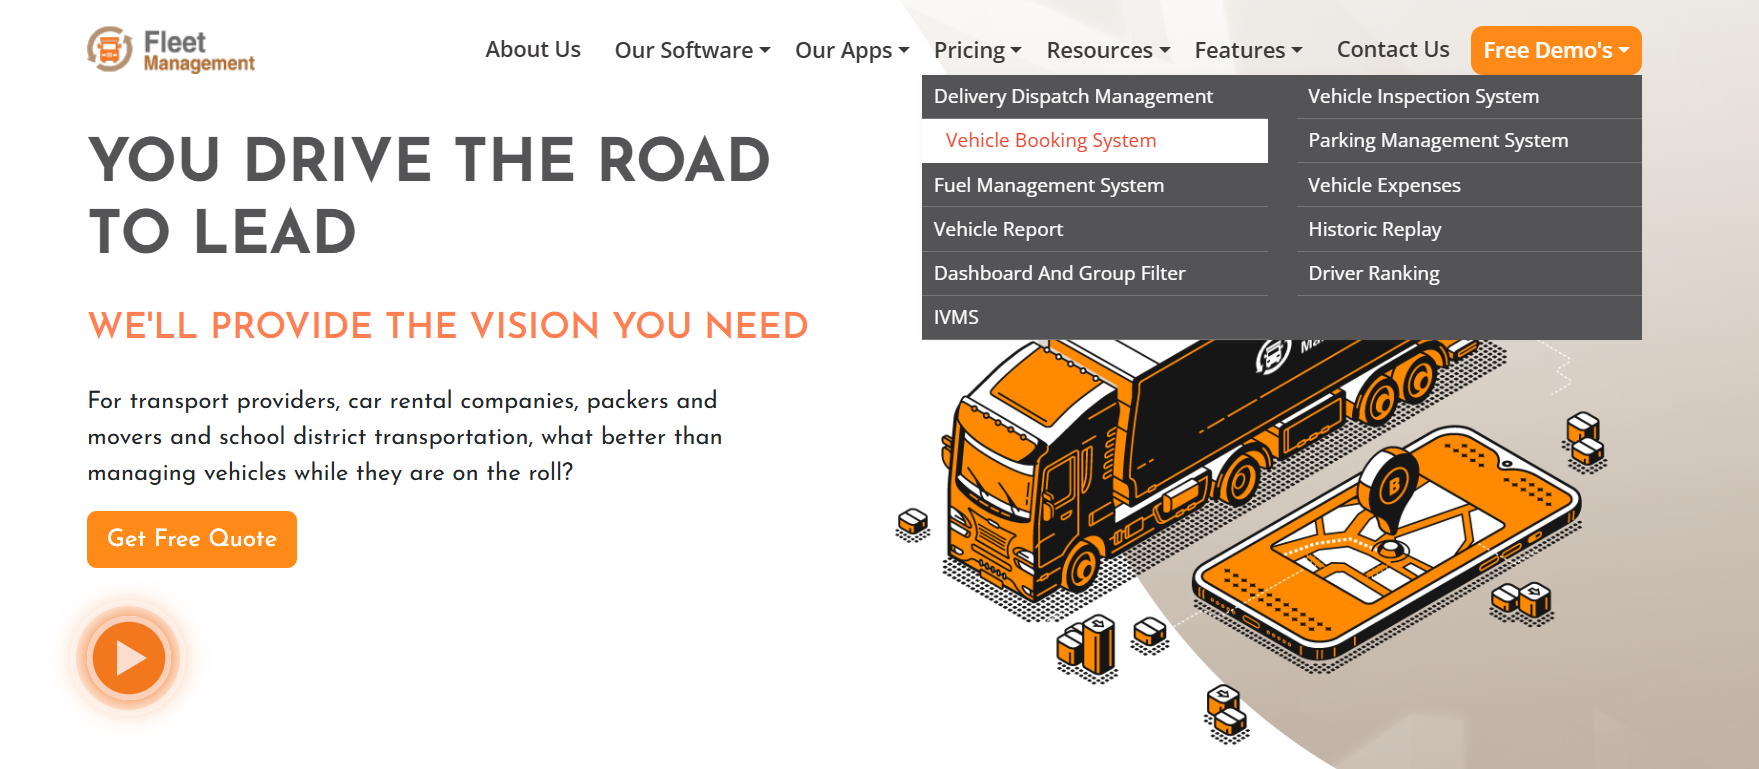 Fleet
Management
About Us
Our Software
Our Apps
Pricing
Resources
Features
Contact Us
Free Demo's
Delivery Dispatch Management
Vehicle Booking System
Fuel Management System
Vehicle Report
Dashboard And Group Filter
IVMS
Vehicle Inspection System
Parking Management System
Vehicle Expenses
Historic Replay
Driver Ranking
YOU DRIVE THE ROAD
TO LEAD
WE'LL PROVIDE THE VISION YOU NEED
For transport providers, car rental companies, packers and
movers and school district transportation, what better than
managing vehicles while they are on the roll?
Get Free Quote
B